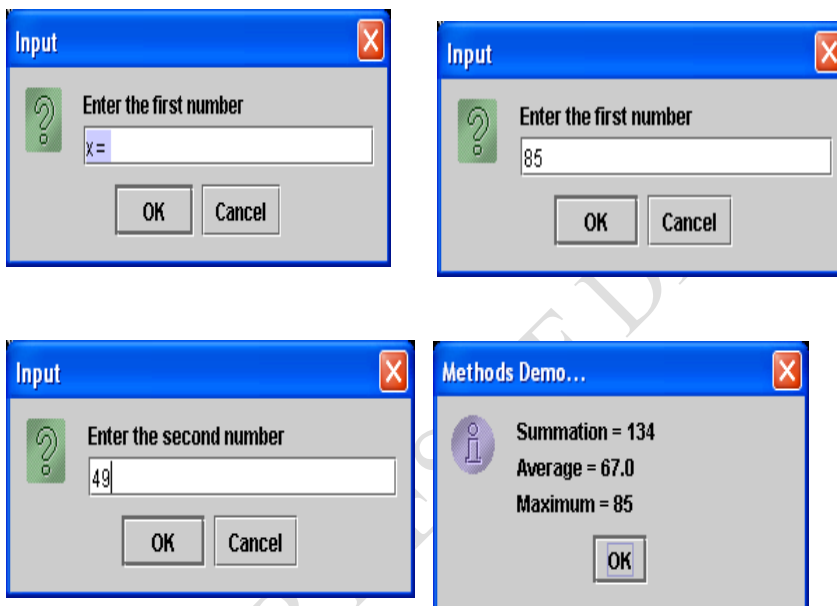 Input
Enter the first number
x =
OK Cancel
Input
Enter the first number
85
OK Cancel
Input
Enter the second number
49
OK Cancel
Methods Demo...
Summation = 134
Average = 67.0
Maximum = 85
OK